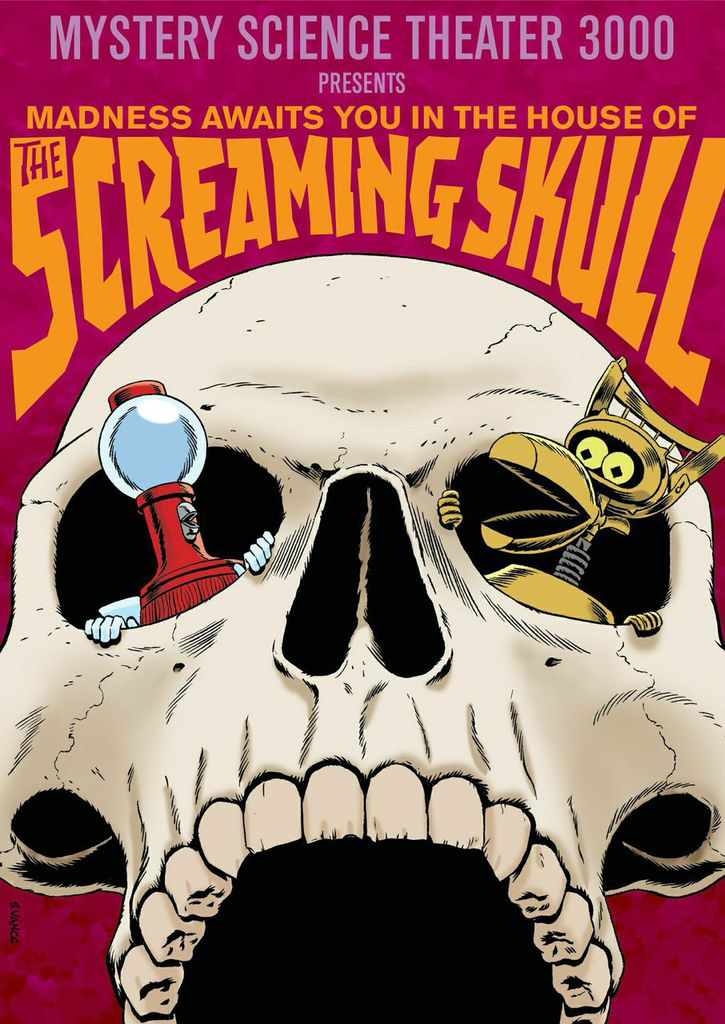 MYSTERY SCIENCE THEATER 3000
PRESENTS
MADNESS AWAITS YOU IN THE HOUSE OF
THE
SCREAMING SKULL
S.VANCE